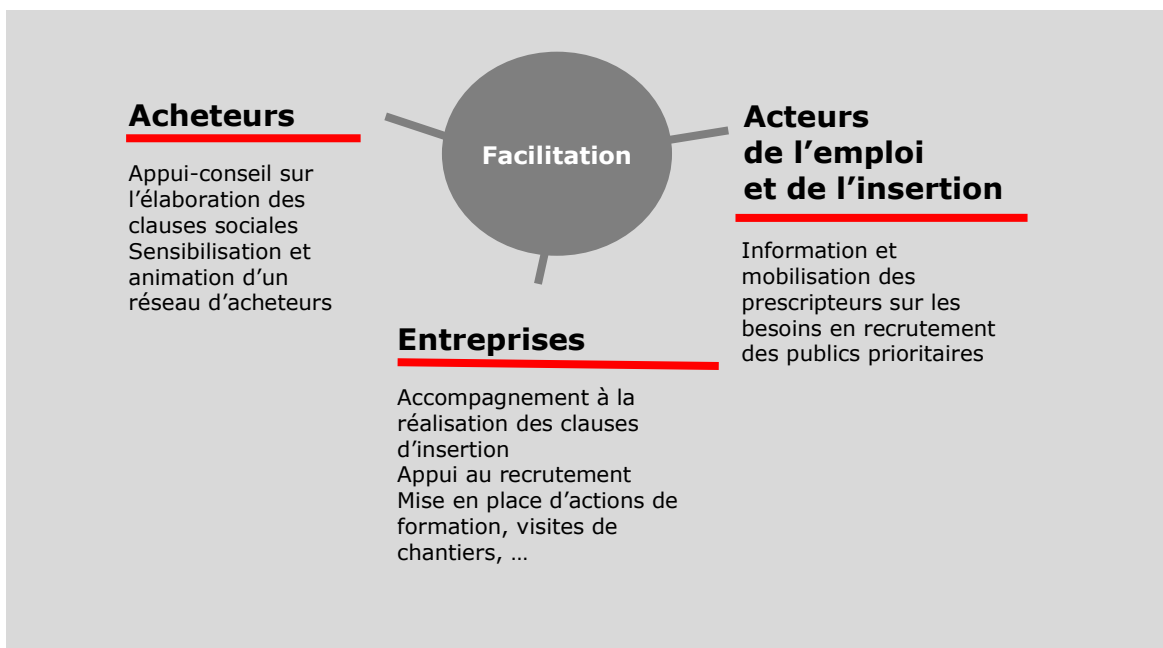 Facilitation
Acheteurs
Appui-conseil sur
l’élaboration des
clauses sociales
Sensibilisation et
animation d’un
réseau d’acheteurs
Entreprises
Accompagnement à la
réalisation des clauses
d’insertion
Appui au recrutement
Mise en place d’actions de
formation, visites de
chantiers, …
Acteurs
de l’emploi
et de l’insertion
Information et
mobilisation des
prescripteurs sur les
besoins en recrutement
des publics prioritaires